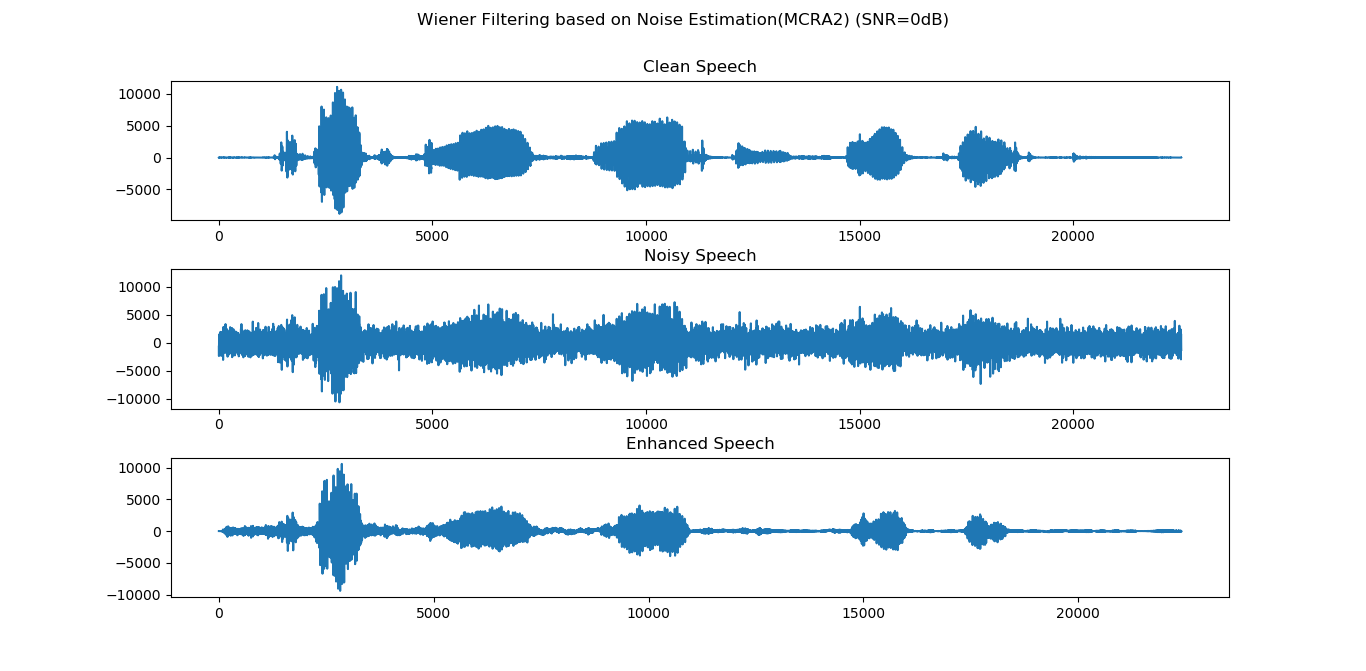 Wiener Filtering based on Noise Estimation(MCRA2) (SNR=0dB)
Clean Speech
10000
5000
0
−5000
0 5000 10000 15000 20000
Noisy Speech
10000
5000
0
−5000
−10000
0 5000 10000 15000 20000
Enhanced Speech
10000
5000
0
−5000
−10000
0 5000 10000 15000 20000